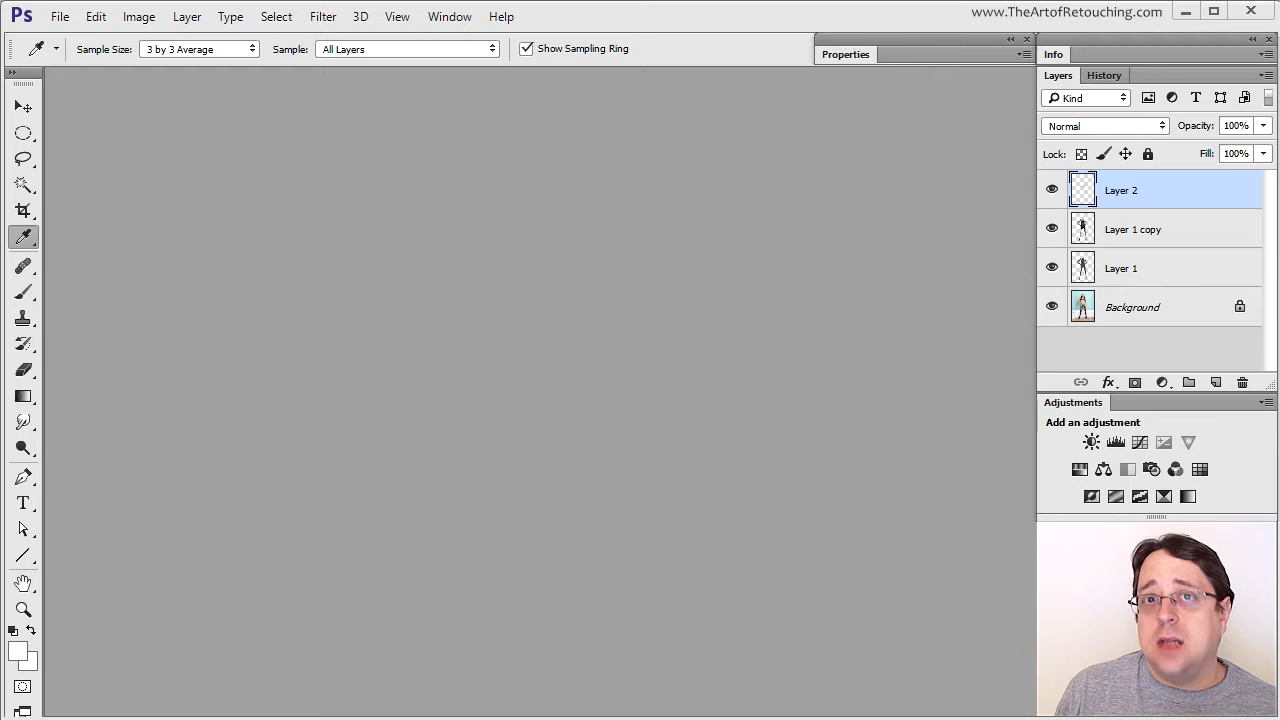 Ps File Edit Image Layer Type Select Filter 3D View Window Help www.TheArtofRetouching.com
Sample Size: 3 by 3 Average Sample: All Layers Show Sampling Ring
Properties
Info
Layers History
Kind
Normal Opacity: 100%
Lock: Fill: 100%
Layer 2
Layer 1 copy
Layer 1
Background
fx
Adjustments
Add an adjustment